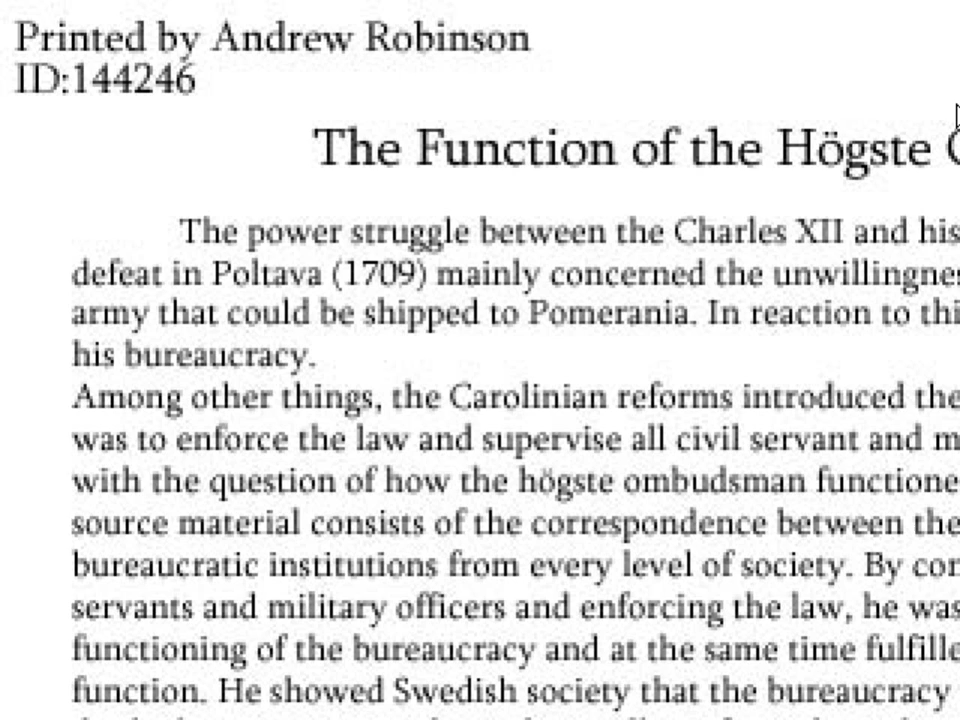 Printed by Andrew Robinson
ID:144246
The Function of the Högste
The power struggle between the Charles XII and his
defeat in Poltava (1709) mainly concerned the
army that could be shipped to Pomerania. In reaction to
his bureaucracy.
Among other things, the Carolinian reforms introduced the
was to enforce the law and supervise all civil servant and
with the question of how the högste ombudsman
source material consists of the correspondence between the
bureaucratic institutions from every level of society. By
servants and military officers and enforcing the law, he was
functioning of the bureaucracy and at the same time
function. He showed Swedish society that the bureaucracy